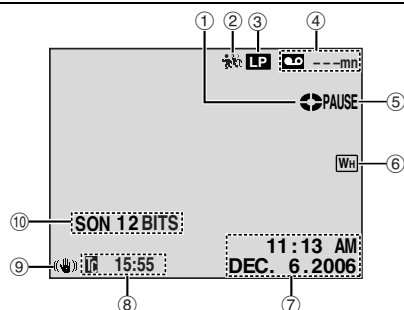 ① ② ③ ④
LP ---mn
PAUSE ⑤
WH ⑥
⑩ SON 12 BITS
11:13 AM
⑨ 15:55 DEC. 6.2006
⑧ ⑦